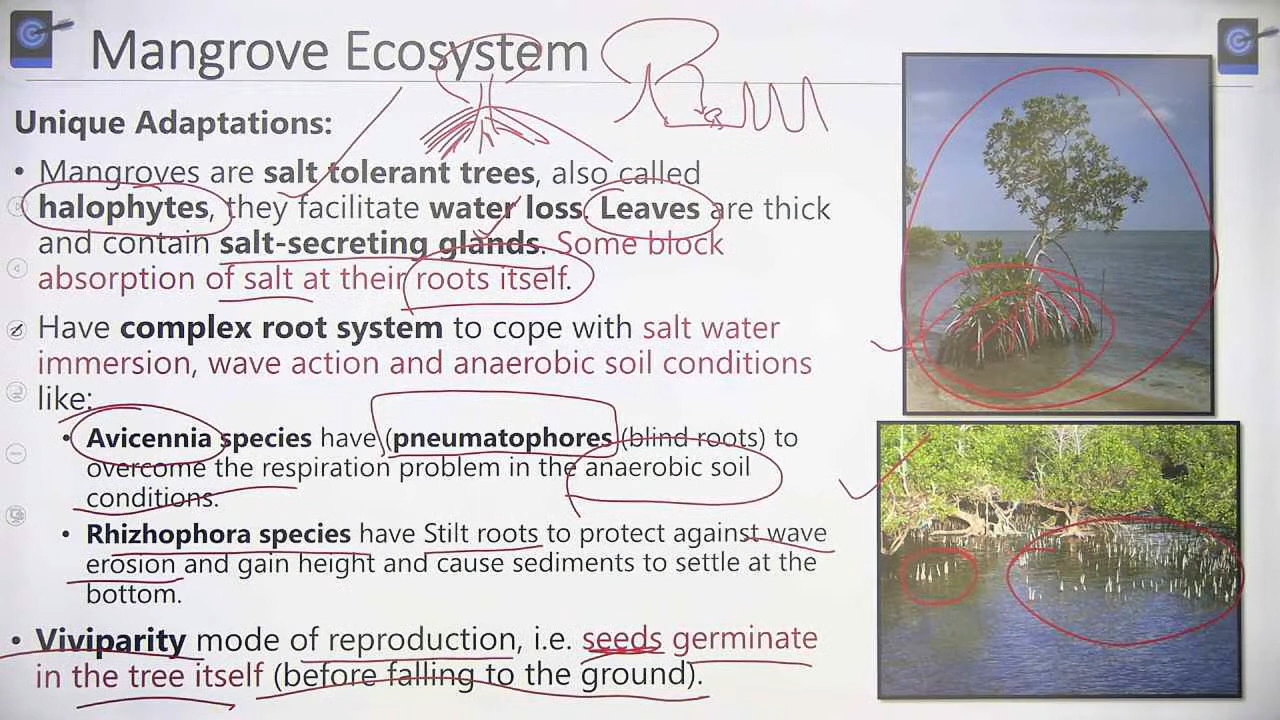 Mangrove Ecosystem
Unique Adaptations:
• Mangroves are salt tolerant trees, also called
halophytes, they facilitate water loss. Leaves are thick
and contain salt-secreting glands. Some block
absorption of salt at their roots itself.
Have complex root system to cope with salt water
immersion, wave action and anaerobic soil conditions
like:
• Avicennia species have (pneumatophores (blind roots) to
overcome the respiration problem in the anaerobic soil
conditions.
• Rhizhophora species have Stilt roots to protect against wave
erosion and gain height and cause sediments to settle at the
bottom.
• Viviparity mode of reproduction, i.e. seeds germinate
in the tree itself (before falling to the ground).